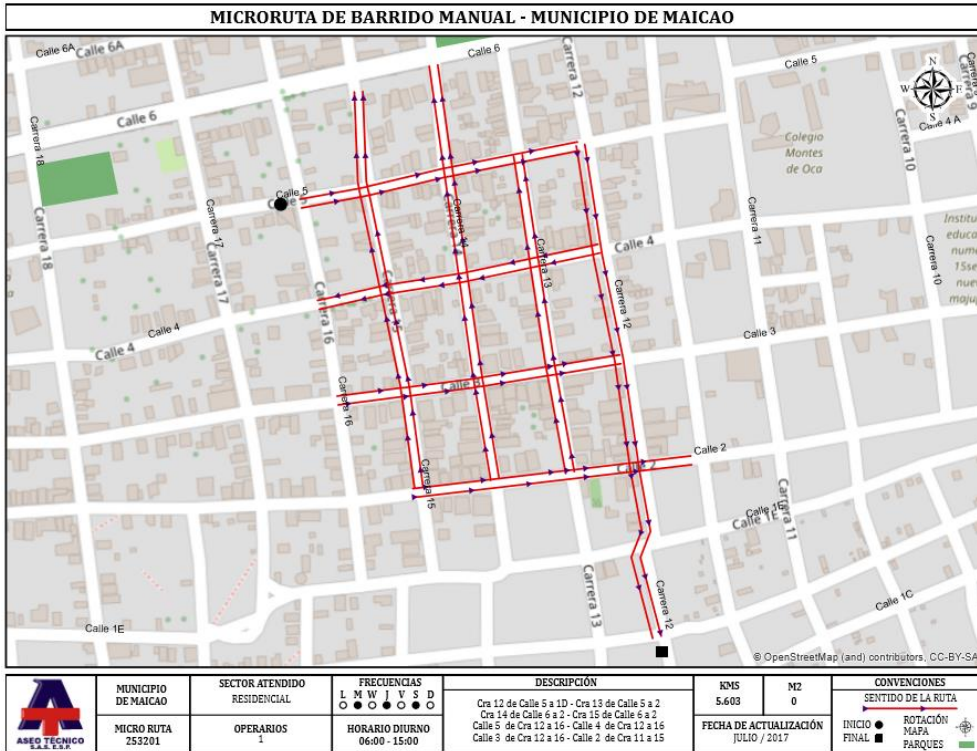 MICRORUTA DE BARRIDO MANUAL - MUNICIPIO DE MAICAO
Calle 6A
Calle 6A
Calle 6
Carrera 12
Calle 5
Carrera 9
N
W
E
S
Calle 6
Carrera 18
Calle 4 A
Colegio
Montes
de Oca
Carrera 10
Calle 5
Carrera 17
Carrera 18
Carrera 17
Carrera 14
Calle 4
Carrera 11
Carrera 10
Carrera 13
Carrera 15
Carrera 16
Carrera 12
Calle 4
Calle 4
Calle 3
Calle 3
Carrera 16
Calle 2
Calle 2
Carrera 15
Carrera 11
Calle 1E
Carrera 13
Carrera 12
Calle 1C
Calle 1E
© OpenStreetMap (and) contributors, CC-BY-SA
ASEO TÉCNICO
S.A.S. E.S.P.
MUNICIPIO
DE MAICAO
MICRO RUTA
253201
SECTOR ATENDIDO
RESIDENCIAL
OPERARIOS
1
FRECUENCIAS
L M W J V S D
HORARIO DIURNO
06:00 - 15:00
DESCRIPCIÓN
Cra 12 de Calle 5 a 1D - Cra 13 de Calle 5 a 2
Cra 14 de Calle 6 a 2 - Cra 15 de Calle 6 a 2
Calle 5 de Cra 12 a 16 - Calle 4 de Cra 12 a 16
Calle 3 de Cra 12 a 16 - Calle 2 de Cra 11 a 15
KMS
5.603
M2
0
FECHA DE ACTUALIZACIÓN
JULIO / 2017
CONVENCIONES
SENTIDO DE LA RUTA
INICIO
FINAL
ROTACIÓN
MAPA
PARQUES